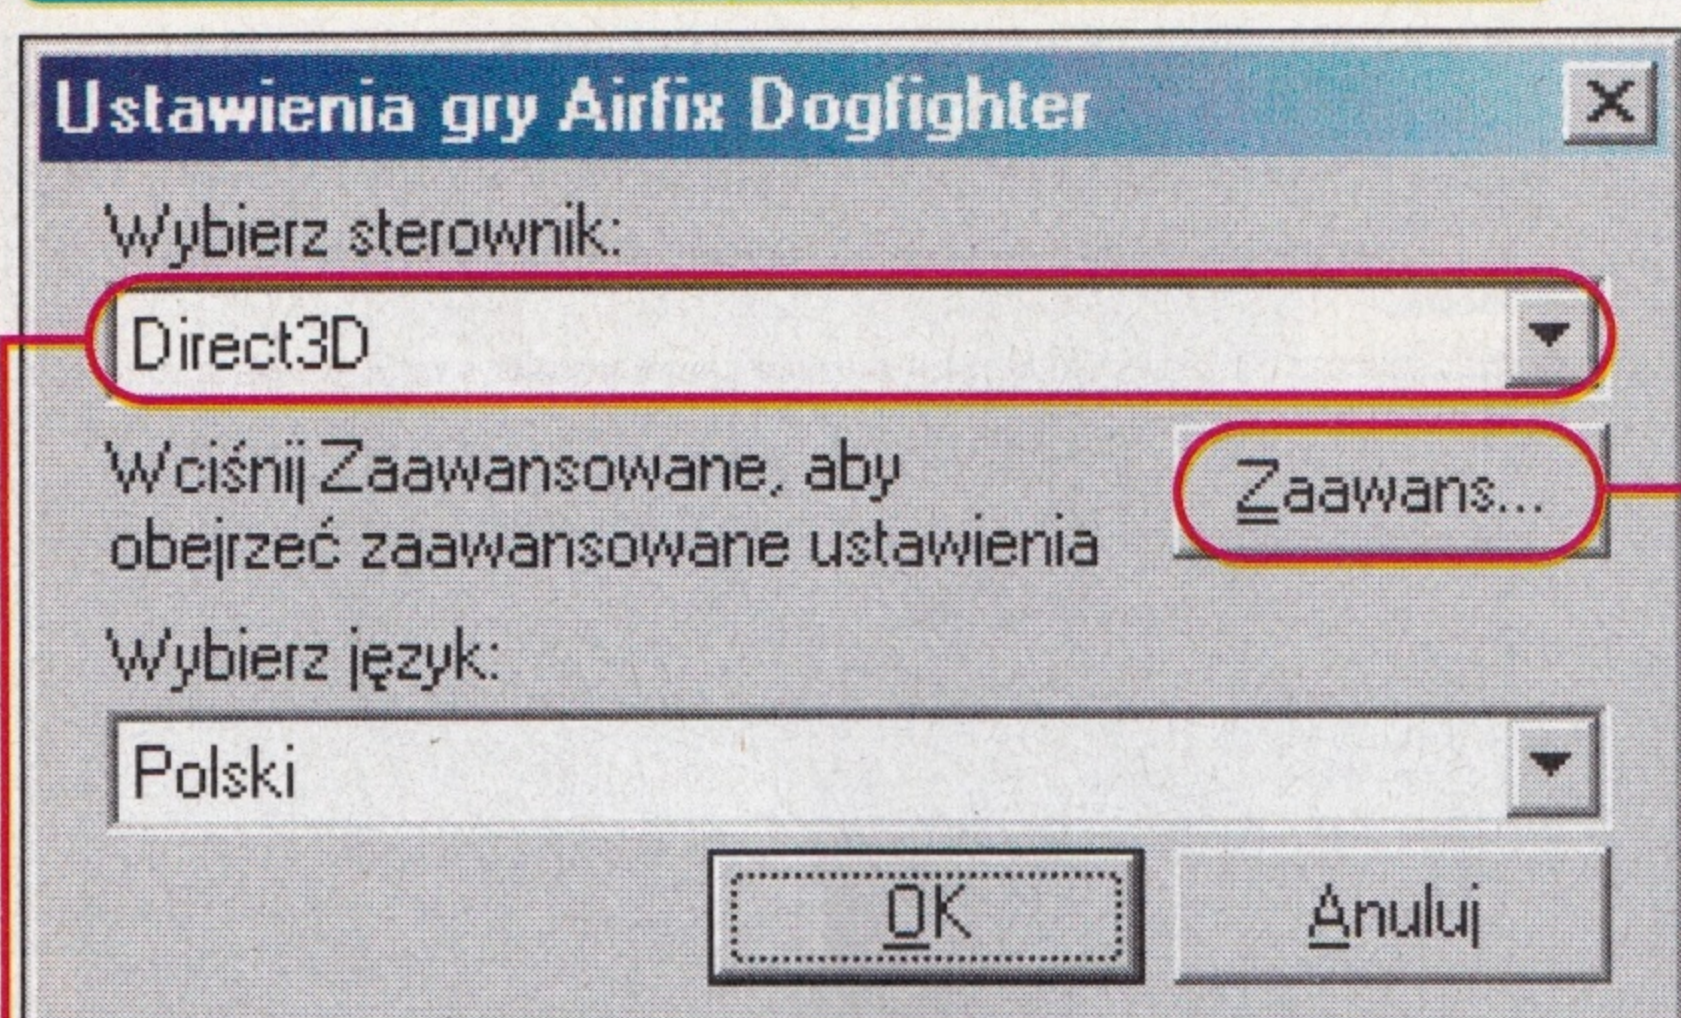 Ustawienia gry Airfix Dogfighter
Wybierz sterownik:
Direct3D
Wciśnij Zaawansowane, aby
obejrzeć zaawansowane ustawienia
Zaawans...
Wybierz język:
Polski
OK
Anuluj